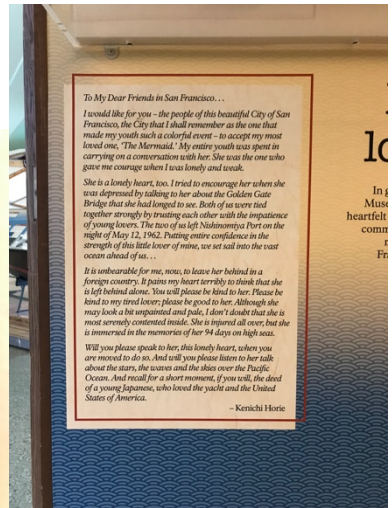 To My Dear Friends in San Francisco…
I would like for you – the people of this beautiful City of San
Francisco, the City that I shall remember as the one that
made my youth such a colorful event – to accept my most
loved one, ‘The Mermaid.’ My entire youth was spent in
carrying on a conversation with her. She was the one who
gave me courage when I was lonely and weak.
She is a lonely heart, too. I tried to encourage her when she
was depressed by talking to her about the Golden Gate
Bridge that she had longed to see. Both of us were tied
together strongly by trusting each other with the impatience
of young lovers. The two of us left Nishinomiya Port on the
night of May 12, 1962. Putting entire confidence in the
strength of this little lover of mine, we set sail into the vast
ocean ahead of us…
It is unbearable for me, now, to leave her behind in a
foreign country. It pains my heart terribly to think that she
is left behind alone. You will please be kind to her. Please be
kind to my tired lover; please be good to her. Although she
may look a bit unpainted and pale, I don’t doubt that she is
most serenely contented inside. She is injured all over, but she
is immersed in the memories of her 94 days on high seas.
Will you please speak to her, this lonely heart, when you
are moved to do so. And will you please listen to her talk
about the stars, the waves and the skies over the Pacific
Ocean. And recall for a short moment, if you will, the deed
of a young Japanese, who loved the yacht and the United
States of America.
– Kenichi Horie
lo
In g
Muse
heartfelt
comm
Fra